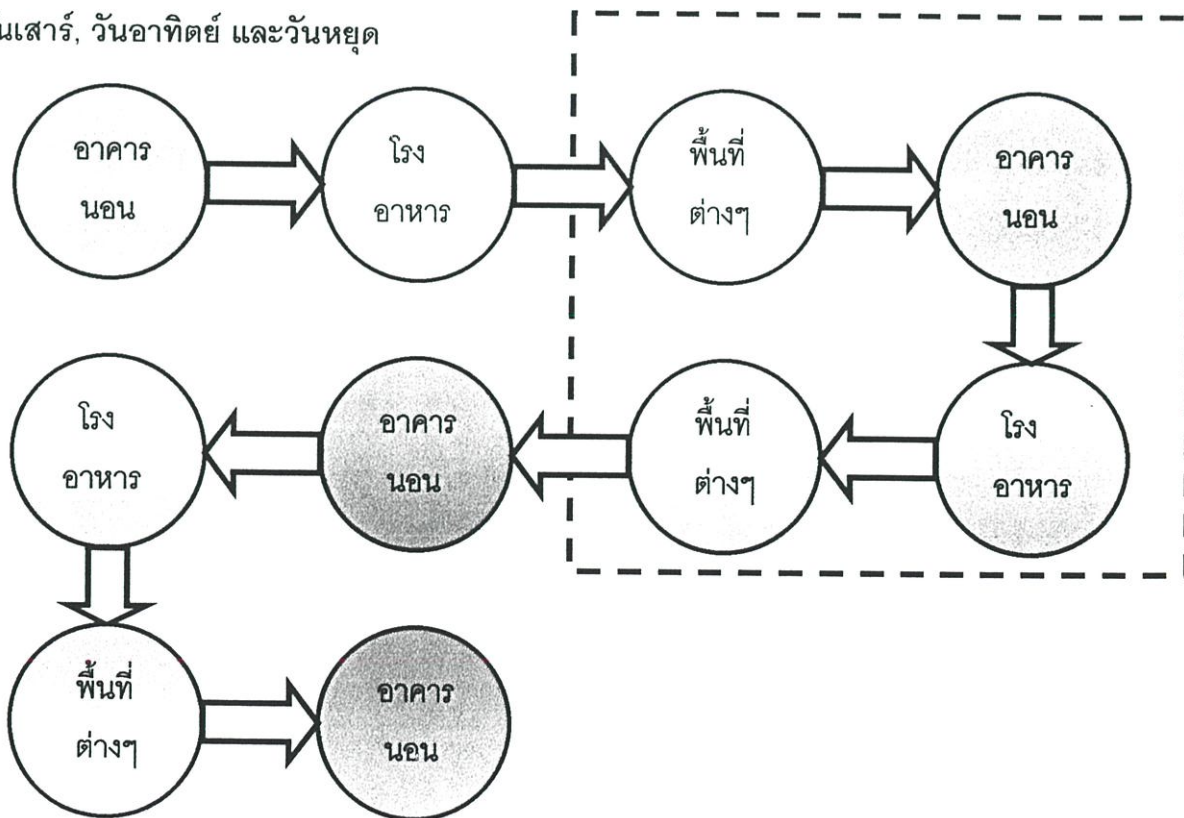 นเสาร์, วันอาทิตย์ และวันหยุด
อาคาร
นอน
โรง
อาหาร
พื้นที่
ต่างๆ
อาคาร
นอน
โรง
อาหาร
พื้นที่
ต่างๆ
อาคาร
นอน
โรง
อาหาร
พื้นที่
ต่างๆ
อาคาร
นอน